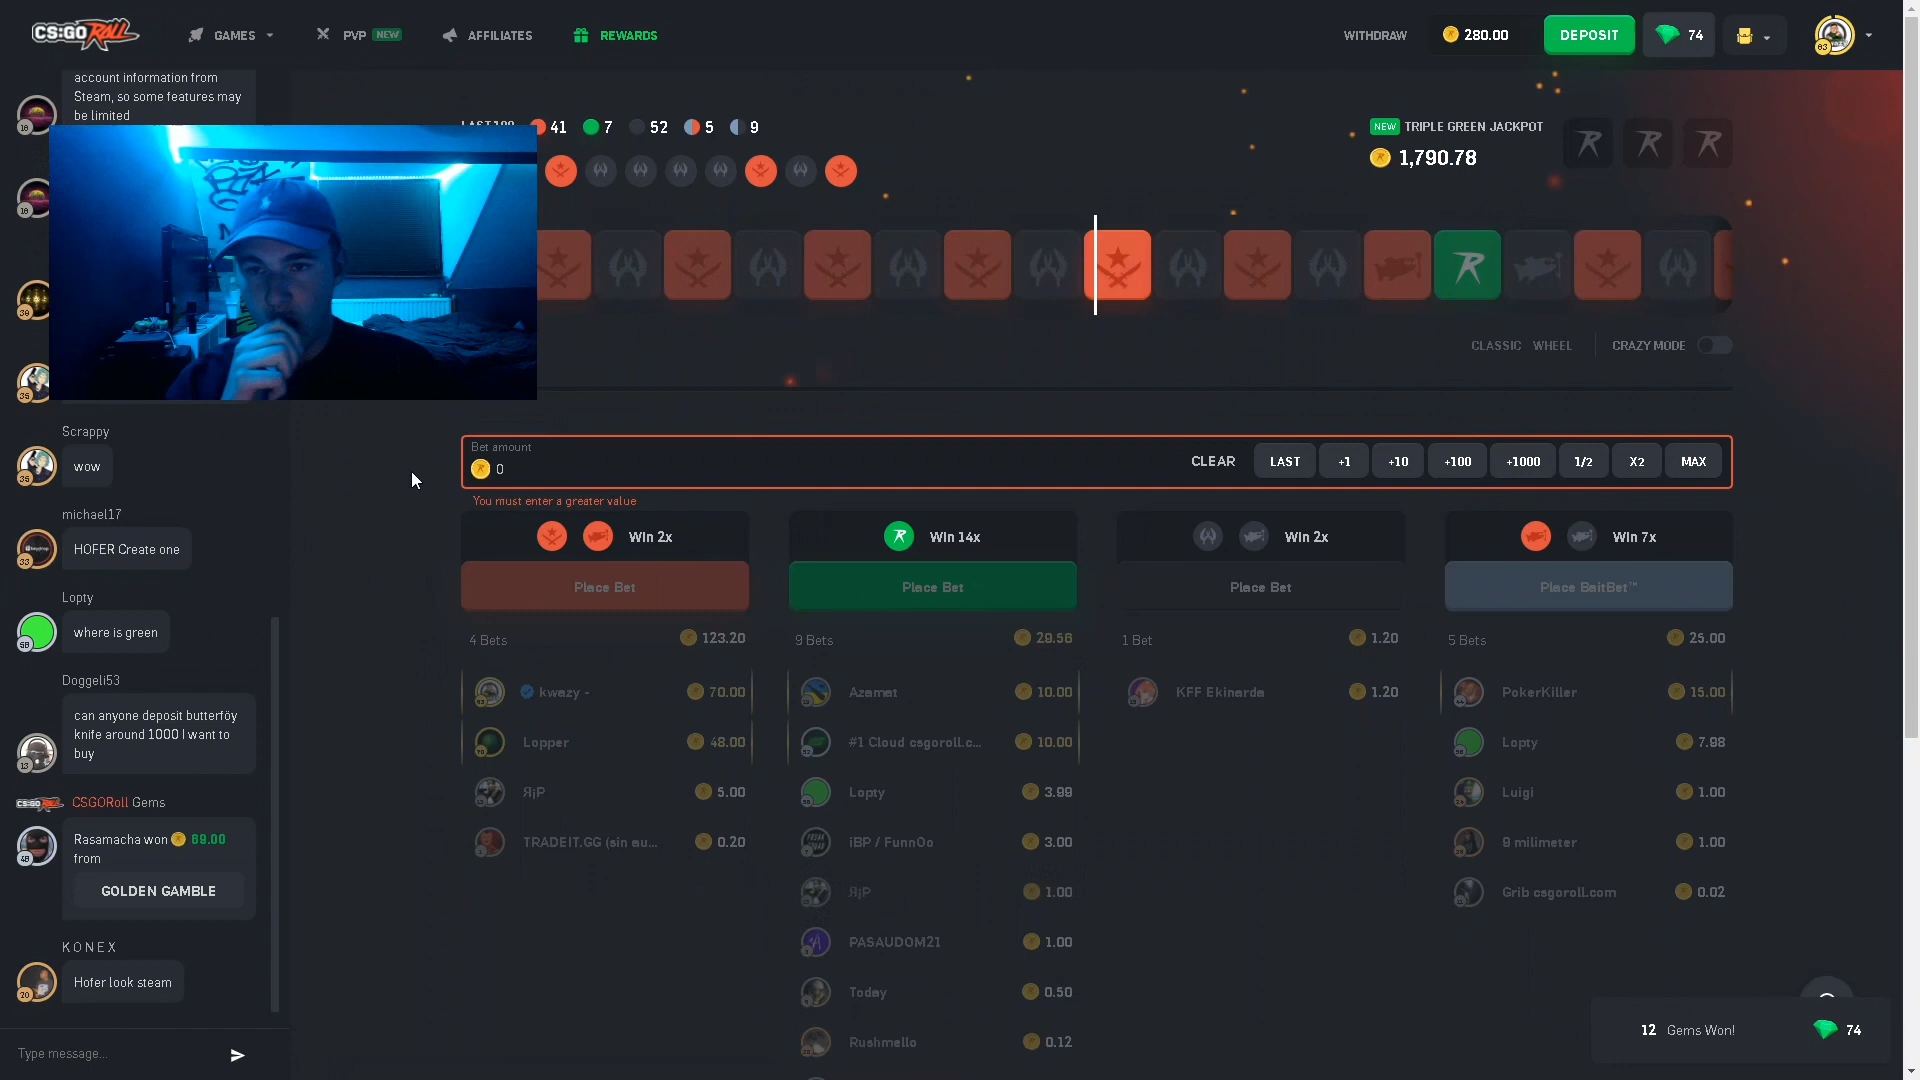 CS:GO ROLL
GAMES
PVP NEW
AFFILIATES
REWARDS
WITHDRAW
280.00
DEPOSIT
74
63
account information from
Steam, so some features may
be limited
41
7
52
5
9
NEW TRIPLE GREEN JACKPOT
1,790.78
CLASSIC WHEEL
CRAZY MODE
Scrappy
wow
michael17
HOFER Create one
Lopty
where is green
Doggeli53
can anyone deposit butterföy
knife around 1000 I want to
buy
CSGORoll Gems
Rasamacha won 69.00
from
GOLDEN GAMBLE
K O N E X
Hofer look steam
Type message...
Bet amount
0
CLEAR
LAST
+1
+10
+100
+1000
1/2
X2
MAX
You must enter a greater value
Win 2x
Win 14x
Win 2x
Win 7x
Place Bet
Place Bet
Place Bet
Place BaitBet™
4 Bets 123.20
9 Bets 29.56
1 Bet 1.20
5 Bets 25.00
kwazy - 70.00
Lopper 48.00
ЯjP 5.00
TRADEIT.GG (sin au... 0.20
Azamat 10.00
#1 Cloud csgoroll.c... 10.00
Lopty 3.99
iBP / FunnOo 3.00
ЯjP 1.00
PASAUDOM21 1.00
Today 0.50
Rushmello 0.12
KFF Ekinarda 1.20
PokerKiller 15.00
Lopty 7.98
Luigi 1.00
9 milimeter 1.00
Grib csgoroll.com 0.02
12 Gems Won! 74